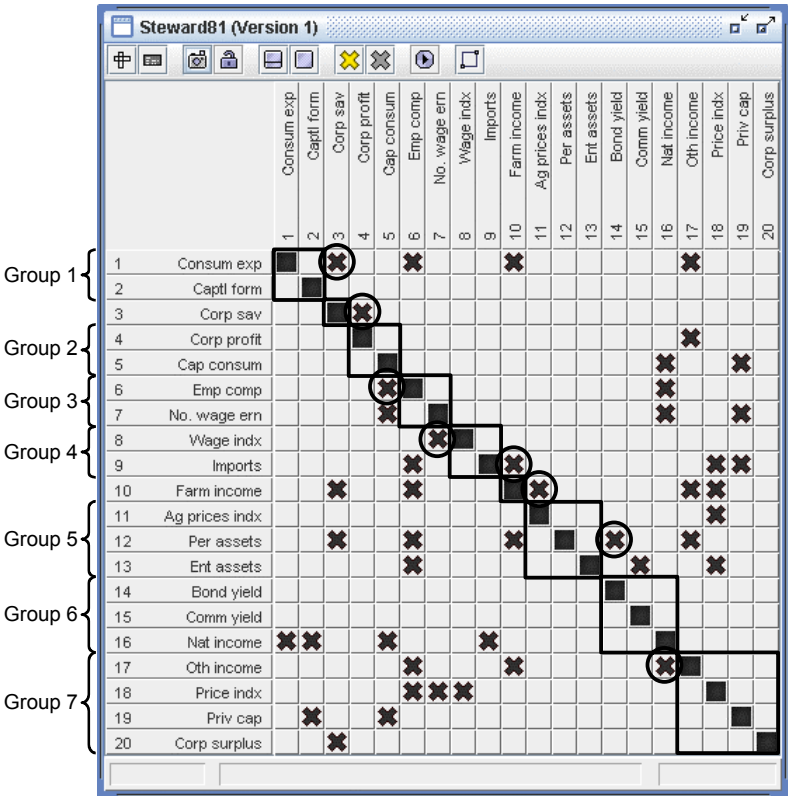 Steward81 (Version 1)
Consum exp
Captl form
Corp sav
Corp profit
Cap consum
Emp comp
No. wage ern
Wage indx
Imports
Farm income
Ag prices indx
Per assets
Ent assets
Bond yield
Comm yield
Nat income
Oth income
Price indx
Priv cap
Corp surplus
1 2 3 4 5 6 7 8 9 10 11 12 13 14 15 16 17 18 19 20
Group 1
1 Consum exp
2 Captl form
3 Corp sav
Group 2
4 Corp profit
5 Cap consum
Group 3
6 Emp comp
7 No. wage ern
Group 4
8 Wage indx
9 Imports
10 Farm income
Group 5
11 Ag prices indx
12 Per assets
13 Ent assets
Group 6
14 Bond yield
15 Comm yield
16 Nat income
Group 7
17 Oth income
18 Price indx
19 Priv cap
20 Corp surplus